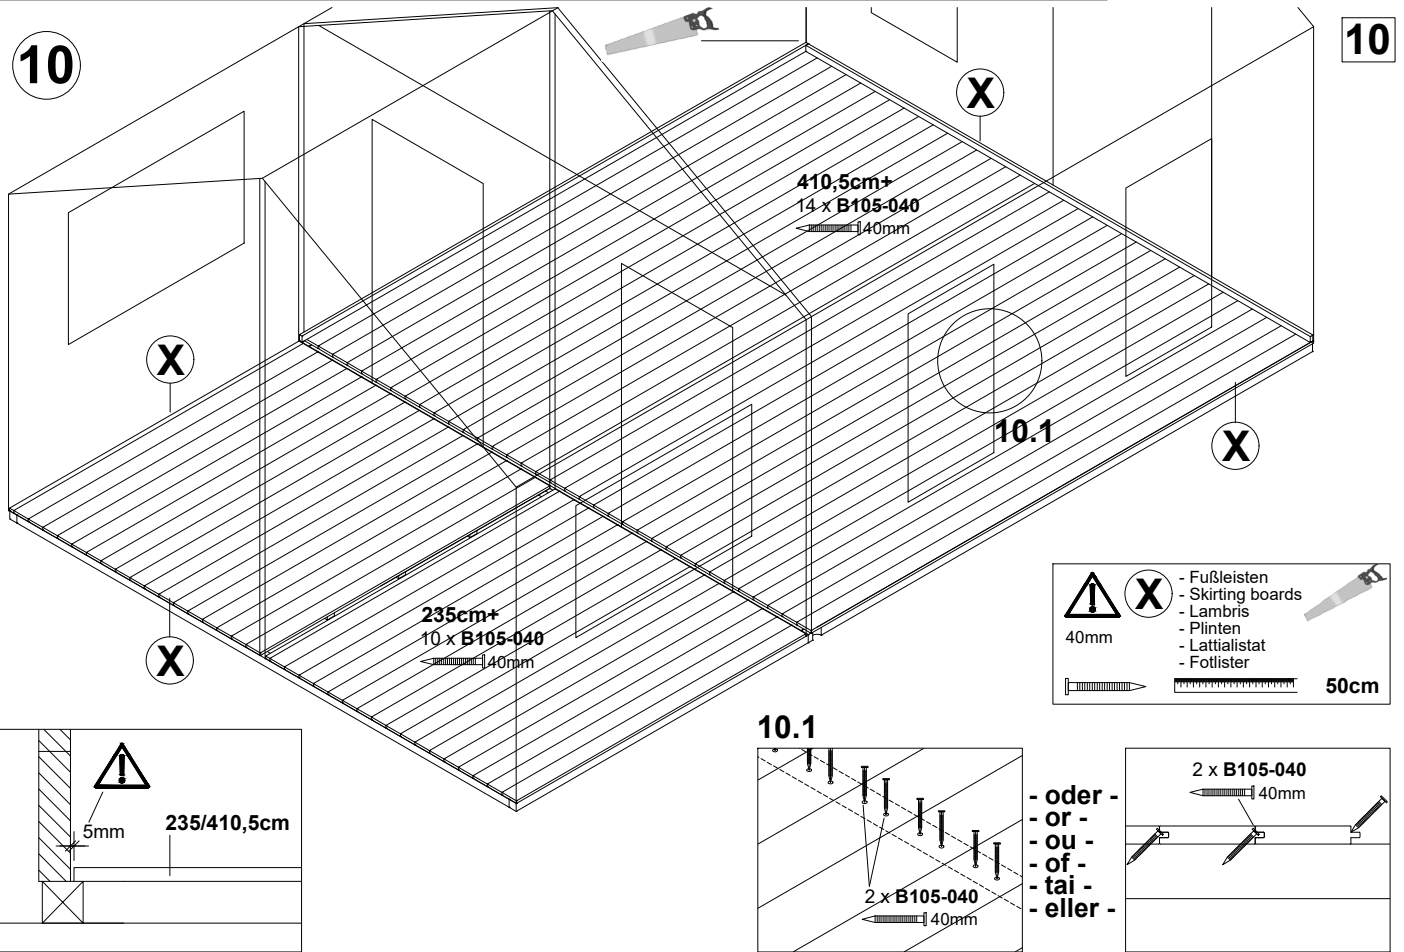 10
10
X
410,5cm+
14 x B105-040
40mm
X
10.1
X
235cm+
10 x B105-040
40mm
X
X
40mm
- Fußleisten
- Skirting boards
- Lambris
- Plinten
- Lattialistat
- Fotlister
50cm
5mm
235/410,5cm
10.1
2 x B105-040
40mm
- oder -
- or -
- ou -
- of -
- tai -
- eller -
2 x B105-040
40mm